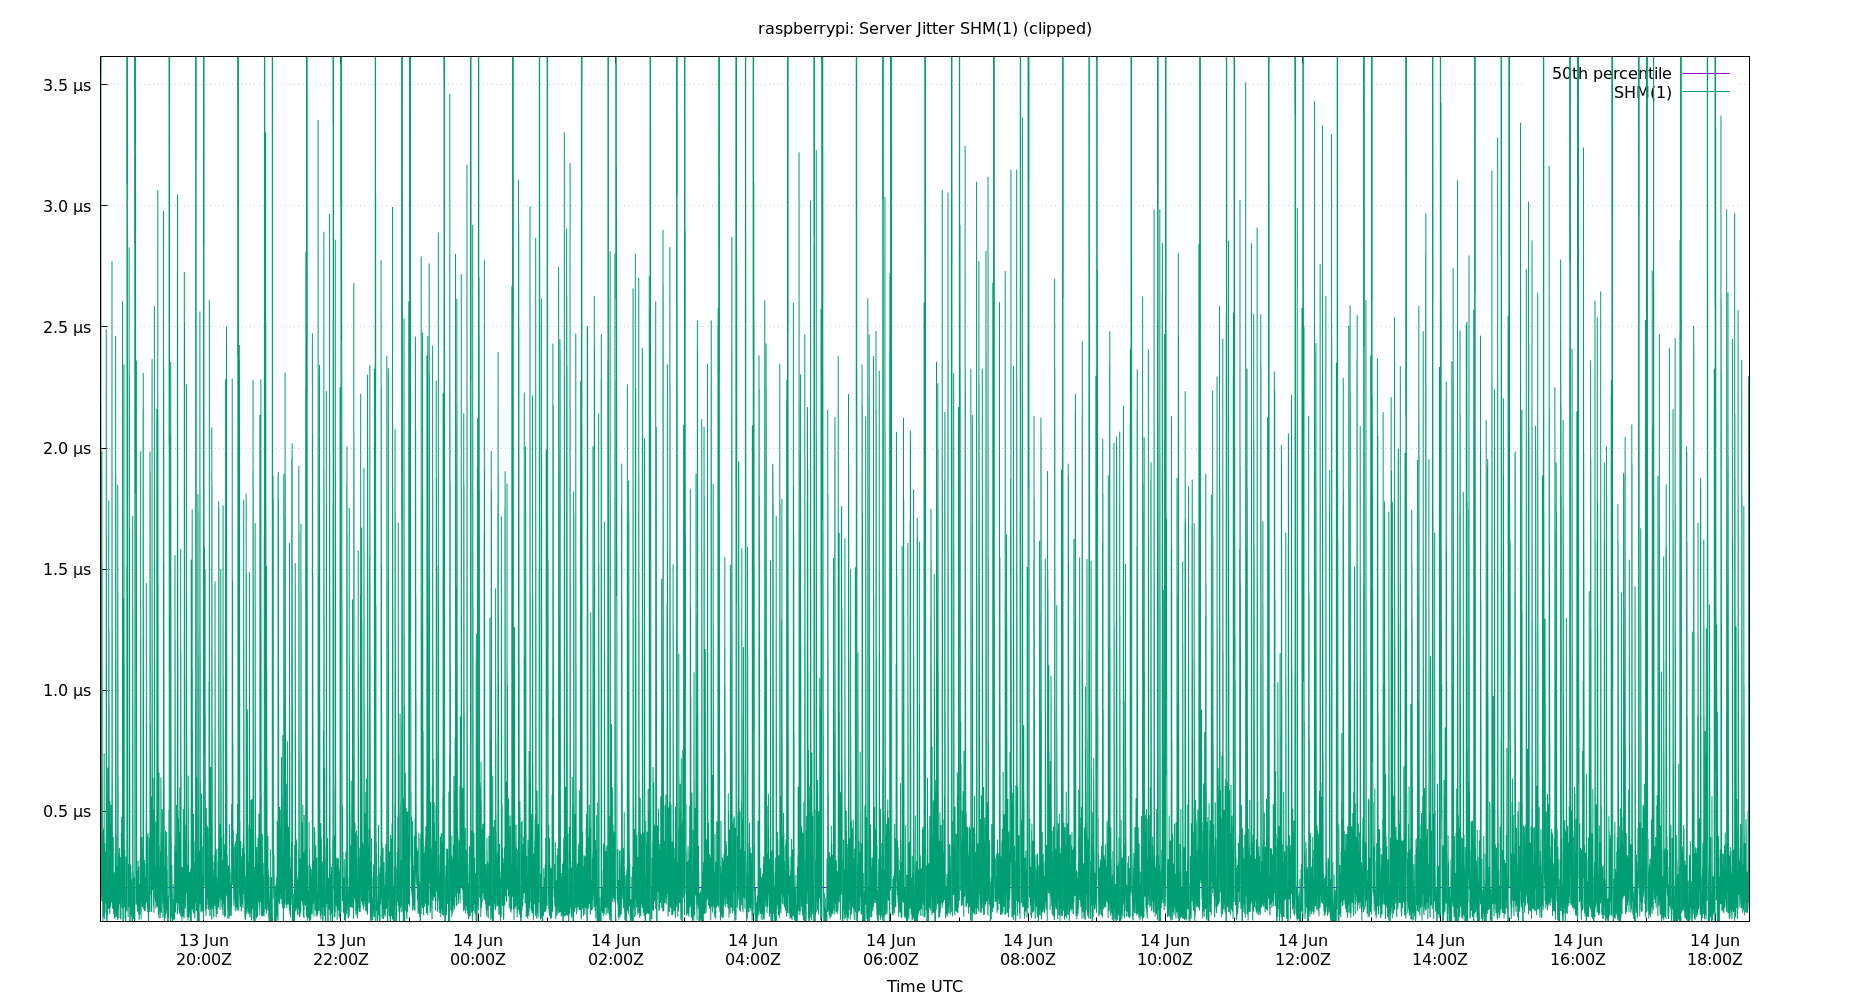 raspberrypi: Server Jitter SHM(1) (clipped)
50th percentile
SHM(1)
3.5 µs
3.0 µs
2.5 µs
2.0 µs
1.5 µs
1.0 µs
0.5 µs
13 Jun 13 Jun 14 Jun 14 Jun 14 Jun 14 Jun 14 Jun 14 Jun 14 Jun 14 Jun 14 Jun 14 Jun
20:00Z 22:00Z 00:00Z 02:00Z 04:00Z 06:00Z 08:00Z 10:00Z 12:00Z 14:00Z 16:00Z 18:00Z
Time UTC